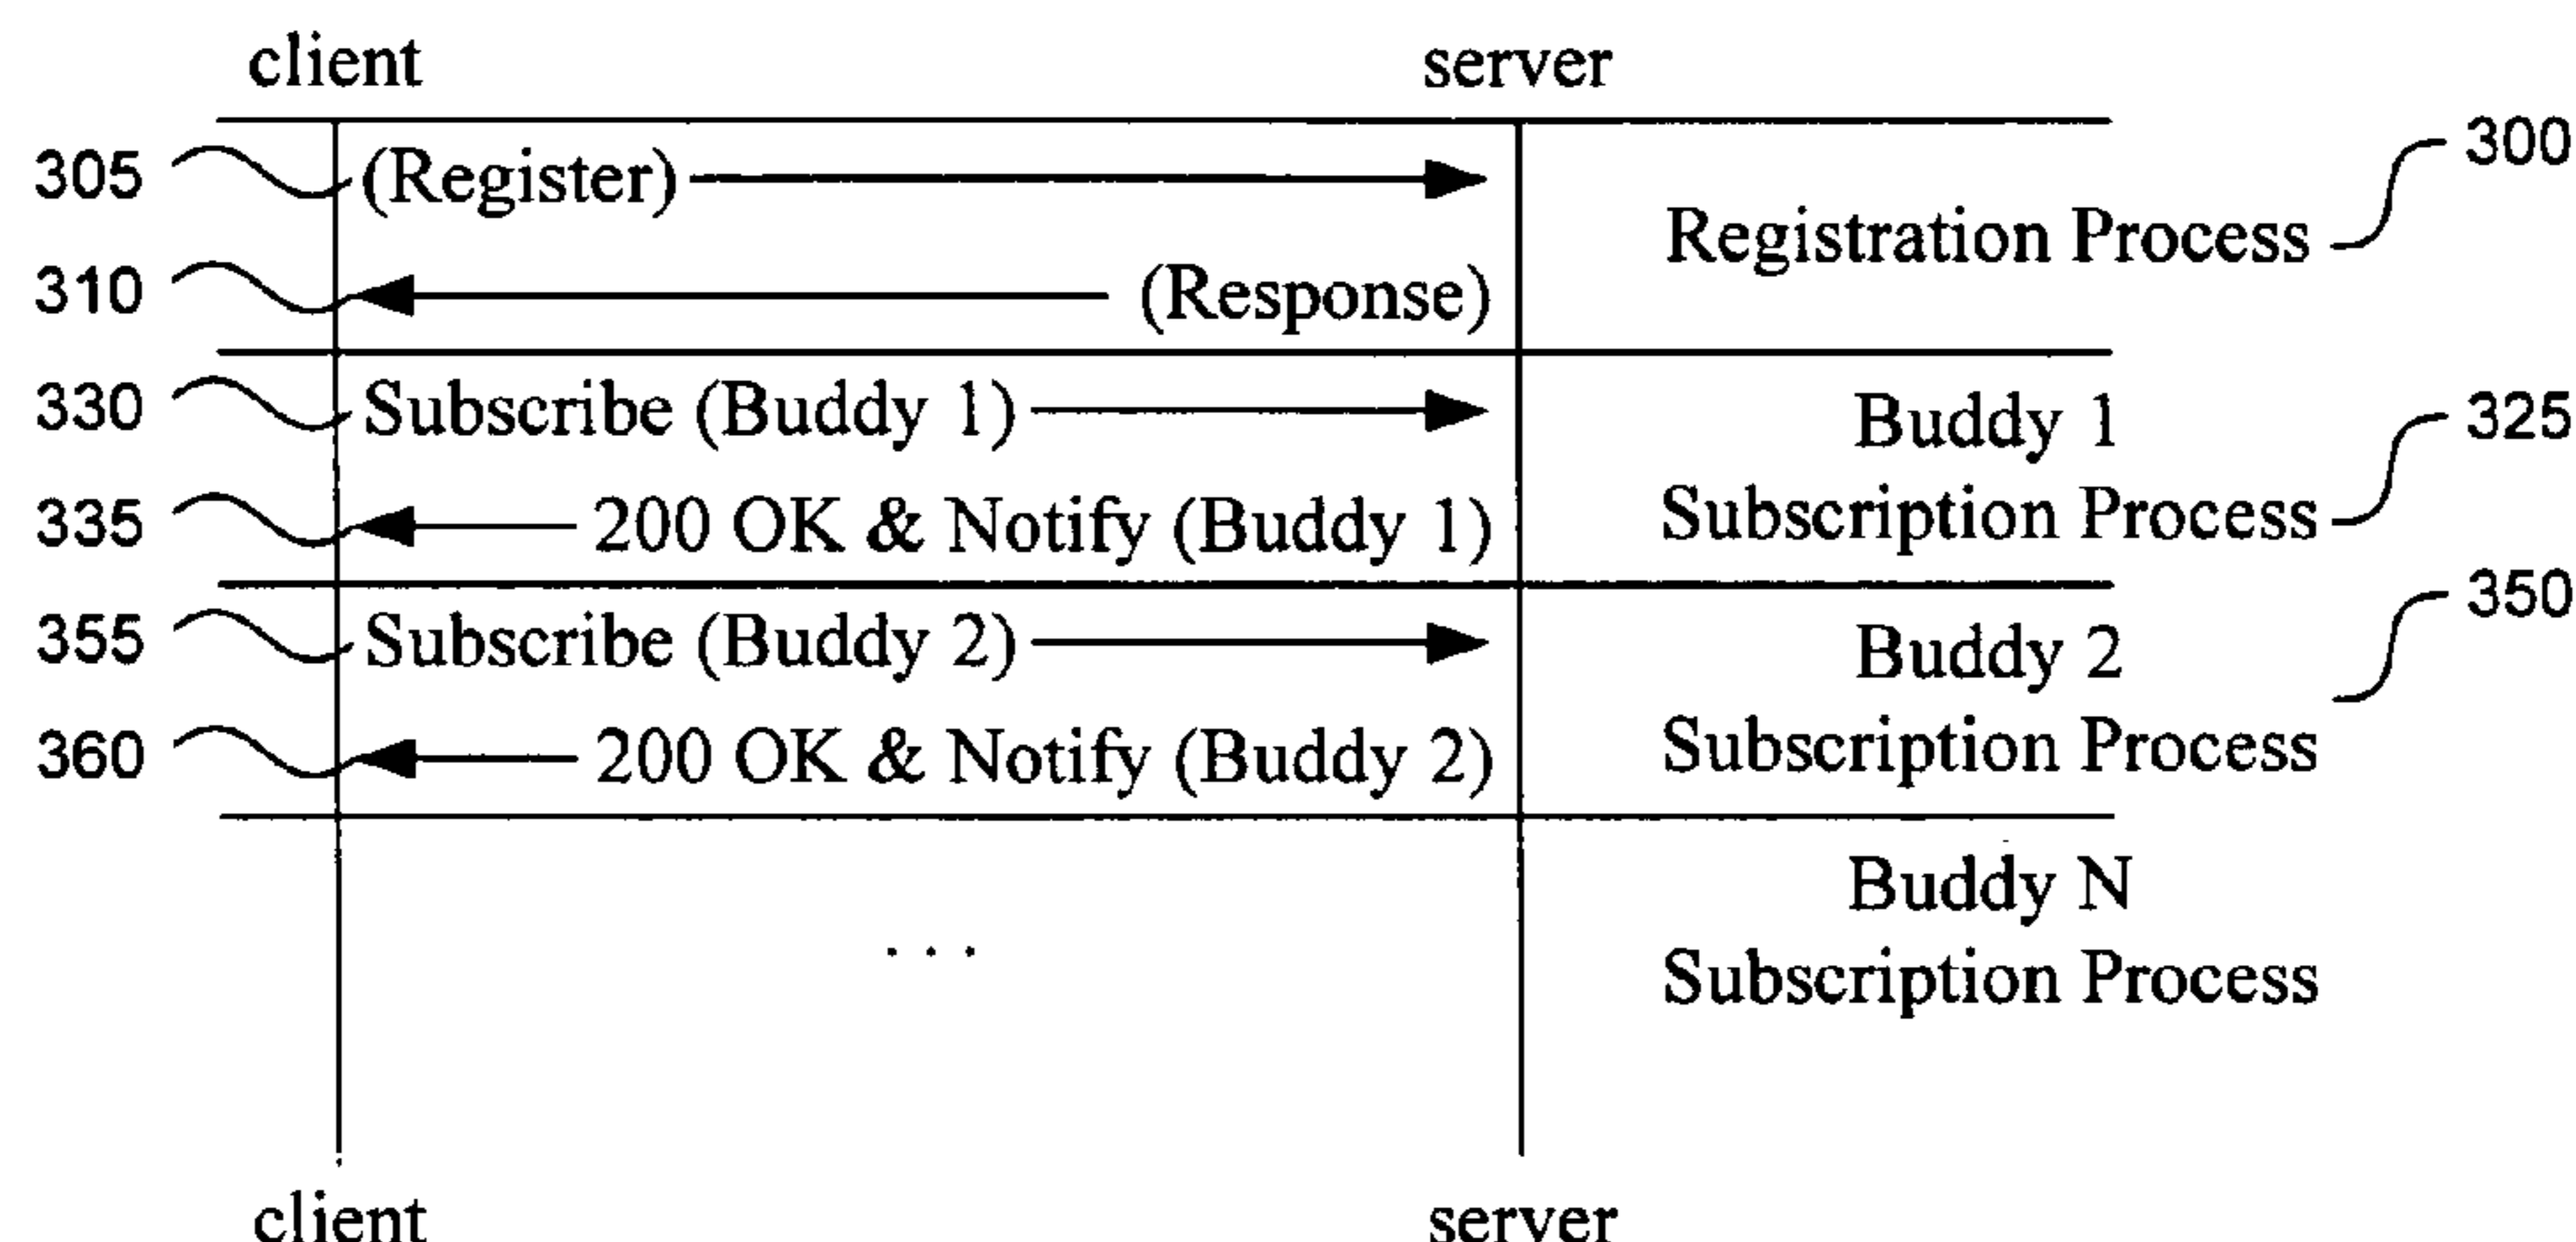 client server
305 (Register) 300
Registration Process
310 (Response)
330 Subscribe (Buddy 1) Buddy 1 325
335 200 OK & Notify (Buddy 1) Subscription Process
350
355 Subscribe (Buddy 2) Buddy 2
360 200 OK & Notify (Buddy 2) Subscription Process
Buddy N
. . .
Subscription Process
client server